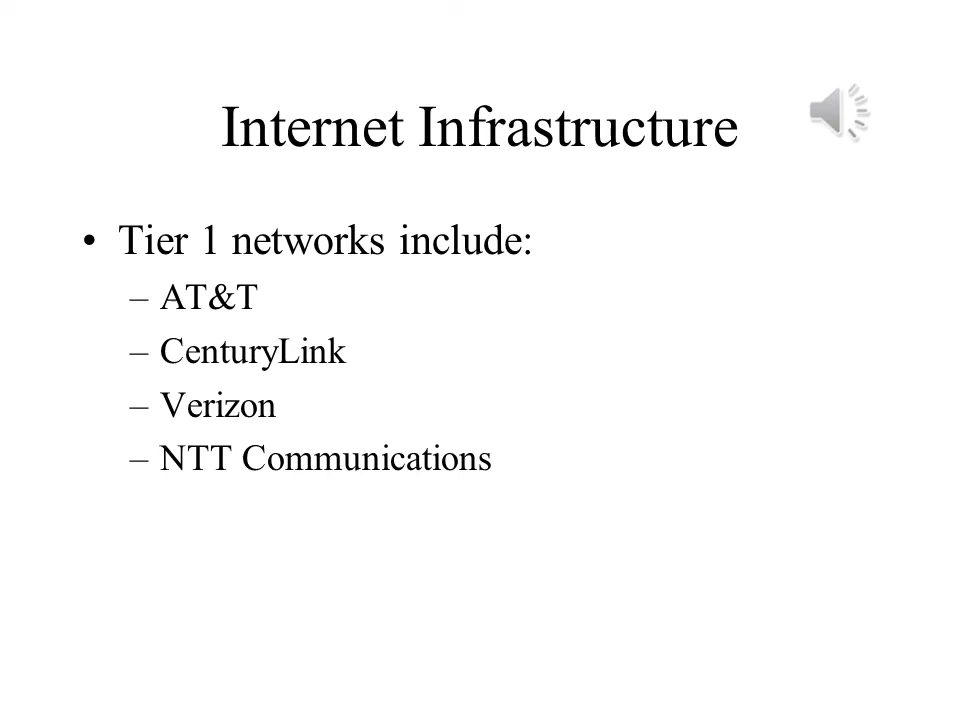 Internet Infrastructure
• Tier 1 networks include:
– AT&T
– CenturyLink
– Verizon
– NTT Communications